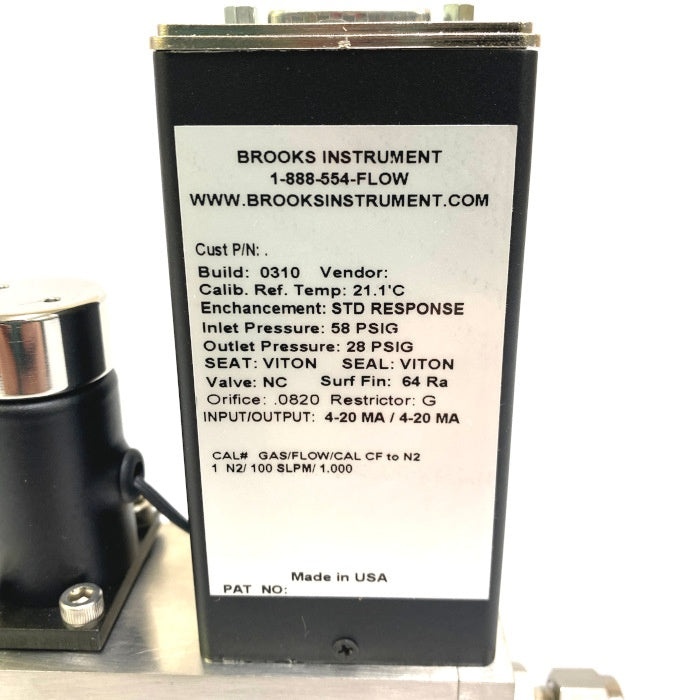 BROOKS INSTRUMENT
1-888-554-FLOW
WWW.BROOKSINSTRUMENT.COM
Cust P/N: .
Build: 0310 Vendor:
Calib. Ref. Temp: 21.1'C
Enchancement: STD RESPONSE
Inlet Pressure: 58 PSIG
Outlet Pressure: 28 PSIG
SEAT: VITON SEAL: VITON
Valve: NC Surf Fin: 64 Ra
Orifice: .0820 Restrictor: G
INPUT/OUTPUT: 4-20 MA / 4-20 MA
CAL# GAS/FLOW/CAL CF to N2
1 N2/ 100 SLPM/ 1.000
Made in USA
PAT NO: